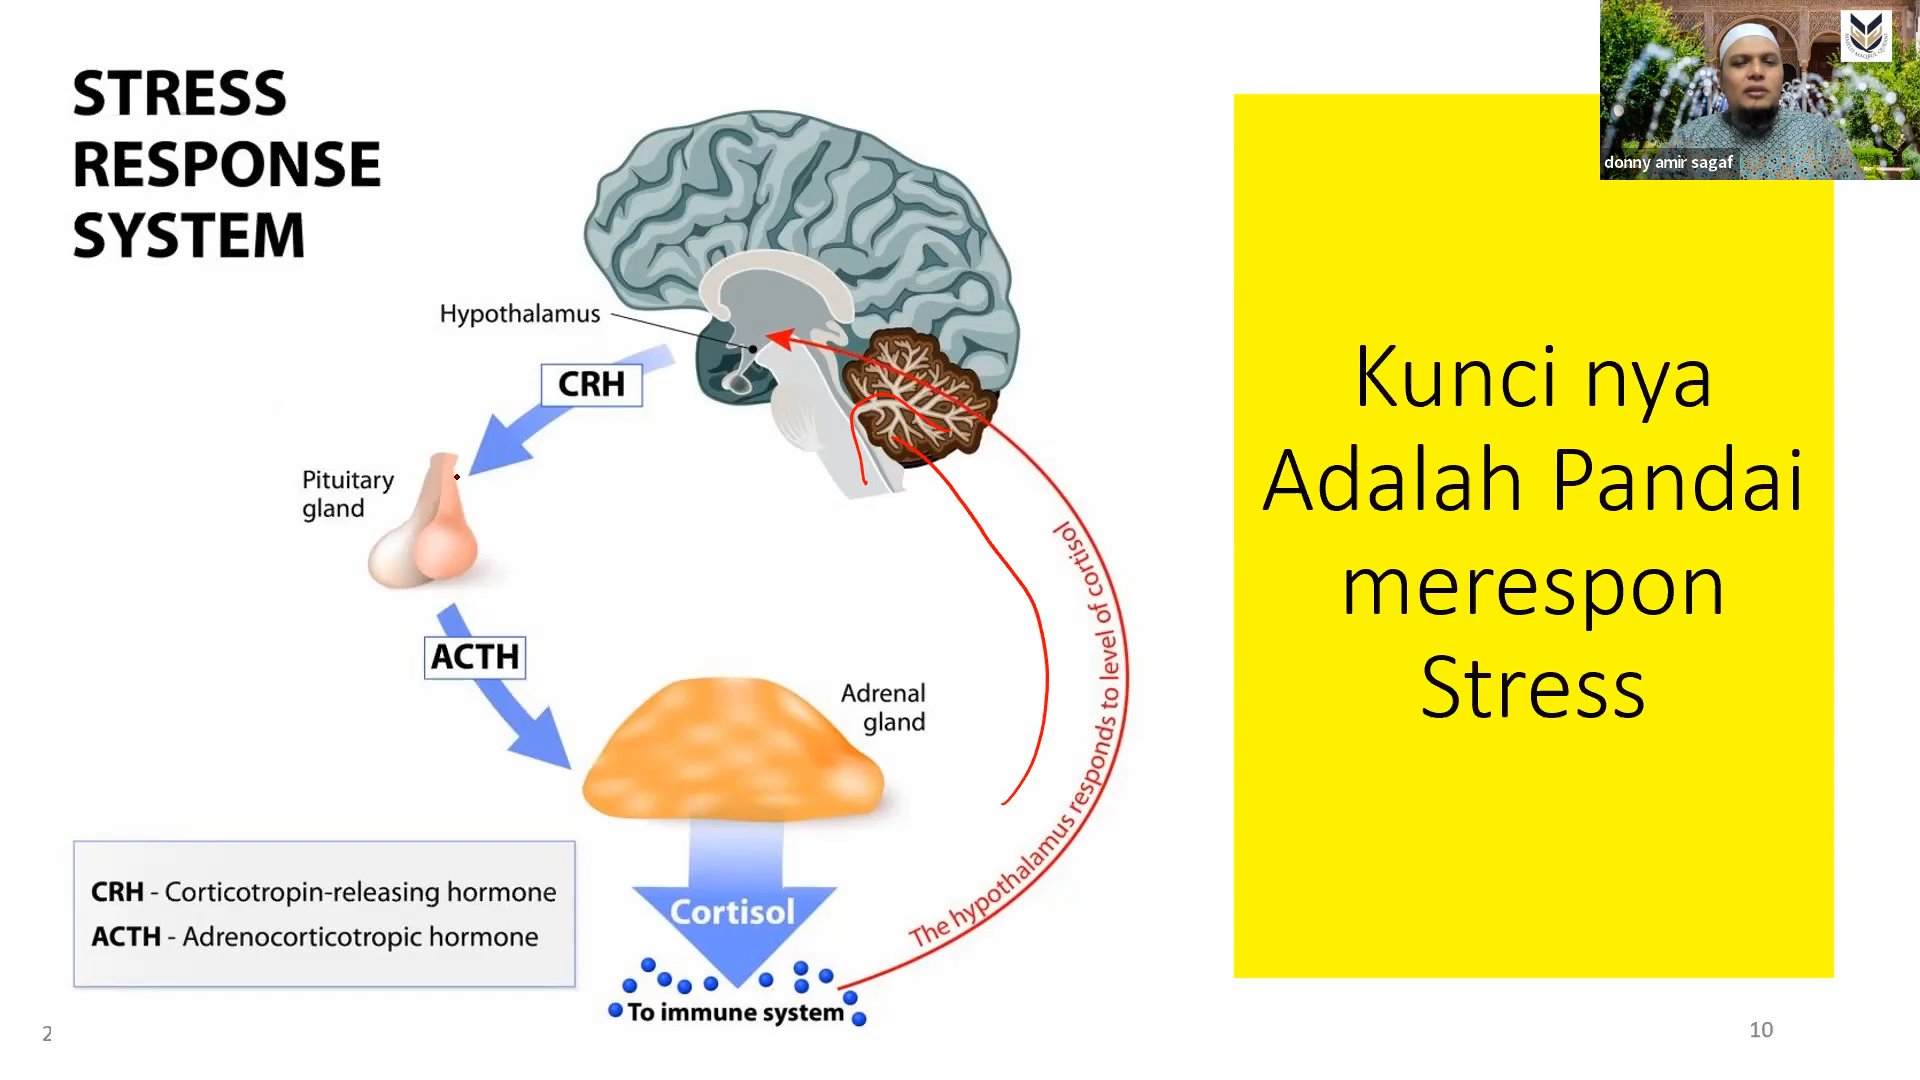 STRESS
RESPONSE
SYSTEM
Hypothalamus
CRH
Pituitary
gland
ACTH
Adrenal
gland
Cortisol
To immune system
The hypothalamus responds to level of cortisol
CRH - Corticotropin-releasing hormone
ACTH - Adrenocorticotropic hormone
Kunci nya
Adalah Pandai
merespon
Stress
donny amir sagaf
2
10